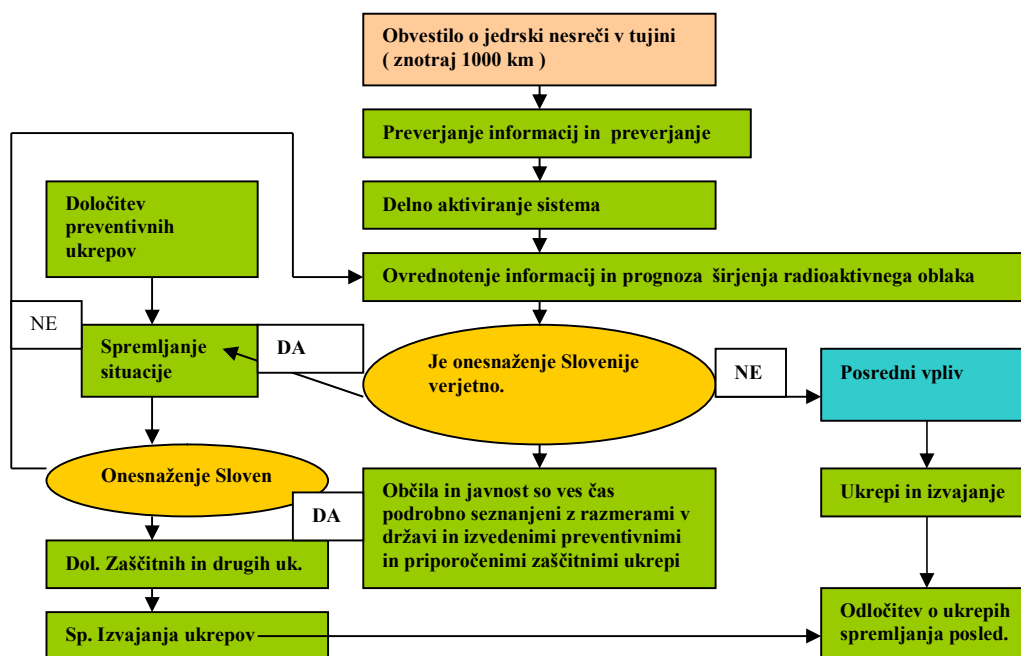 Obvestilo o jedrski nesreči v tujini
( znotraj 1000 km )
Preverjanje informacij in preverjanje
Delno aktiviranje sistema
Določitev
preventivnih
ukrepov
Ovrednotenje informacij in prognoza širjenja radioaktivnega oblaka
NE
Spremljanje
situacije
DA
Je onesnaženje Slovenije
verjetno.
NE
Posredni vpliv
Onesnaženje Sloven
DA
Občila in javnost so ves čas
podrobno seznanjeni z razmerami v
državi in izvedenimi preventivnimi
in priporočenimi zaščitnimi ukrepi
Ukrepi in izvajanje
Dol. Zaščitnih in drugih uk.
Sp. Izvajanja ukrepov
Odločitev o ukrepih
spremljanja posled.